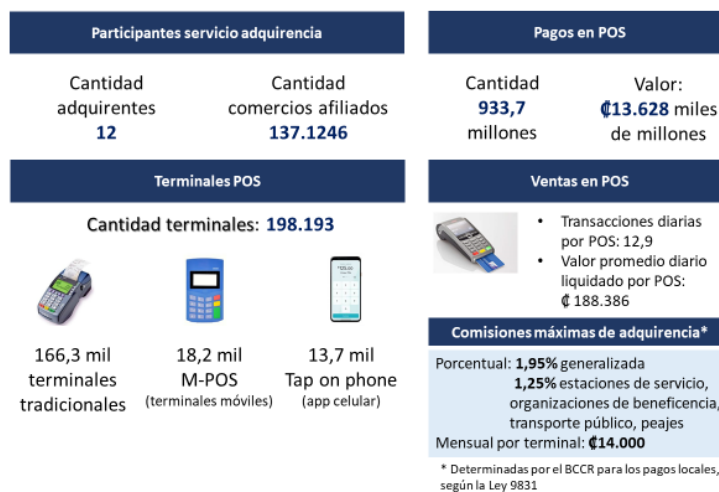 Participantes servicio adquirencia
Cantidad
adquirentes
12
Cantidad
comercios afiliados
137.1246
Pagos en POS
Cantidad
933,7
millones
Valor:
₡13.628 miles
de millones
Terminales POS
Cantidad terminales: 198.193
166,3 mil
terminales
tradicionales
18,2 mil
M-POS
(terminales móviles)
13,7 mil
Tap on phone
(app celular)
Ventas en POS
• Transacciones diarias
por POS: 12,9
• Valor promedio diario
liquidado por POS:
₡ 188.386
Comisiones máximas de adquirencia*
Porcentual: 1,95% generalizada
1,25% estaciones de servicio,
organizaciones de beneficencia,
transporte público, peajes
Mensual por terminal: ₡14.000
* Determinadas por el BCCR para los pagos locales,
según la Ley 9831